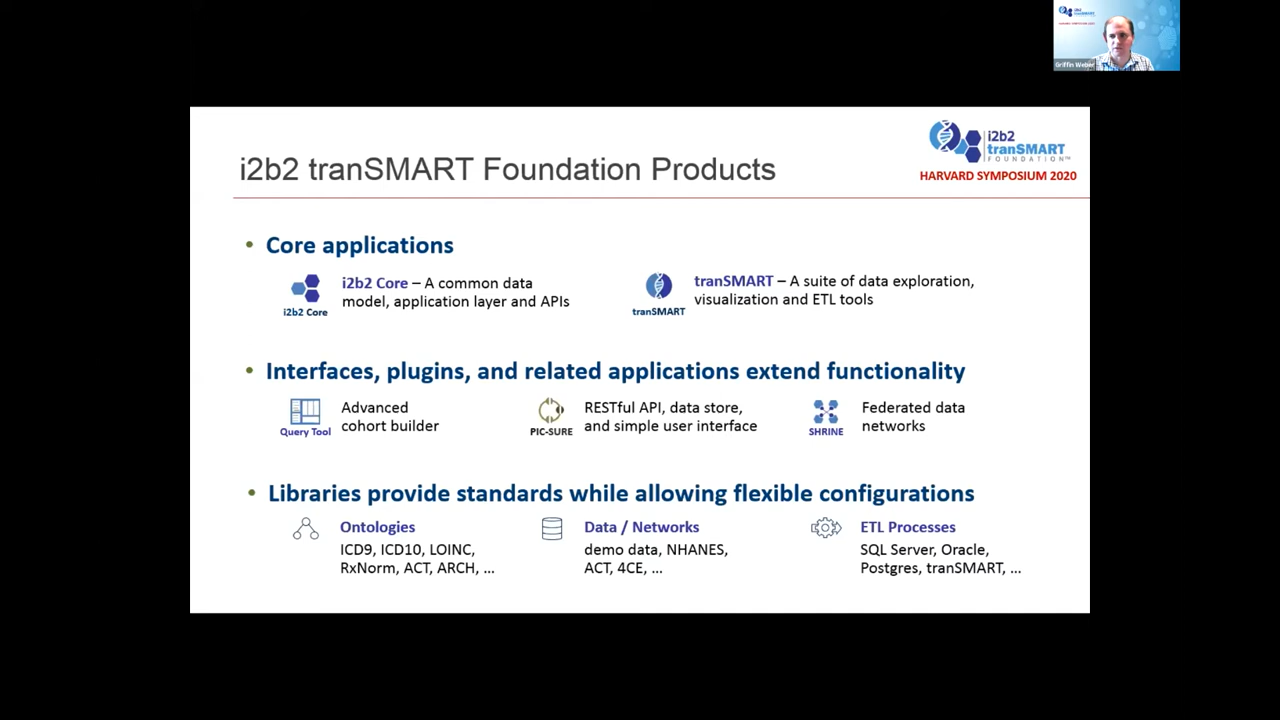 Griffin Weber
i2b2 tranSMART Foundation Products
i2b2
tranSMART
FOUNDATION™
HARVARD SYMPOSIUM 2020
• Core applications
i2b2 Core
i2b2 Core – A common data
model, application layer and APIs
tranSMART
tranSMART – A suite of data exploration,
visualization and ETL tools
• Interfaces, plugins, and related applications extend functionality
Query Tool
Advanced
cohort builder
PIC-SURE
RESTful API, data store,
and simple user interface
SHRINE
Federated data
networks
• Libraries provide standards while allowing flexible configurations
Ontologies
ICD9, ICD10, LOINC,
RxNorm, ACT, ARCH, ...
Data / Networks
demo data, NHANES,
ACT, 4CE, ...
ETL Processes
SQL Server, Oracle,
Postgres, tranSMART, ...